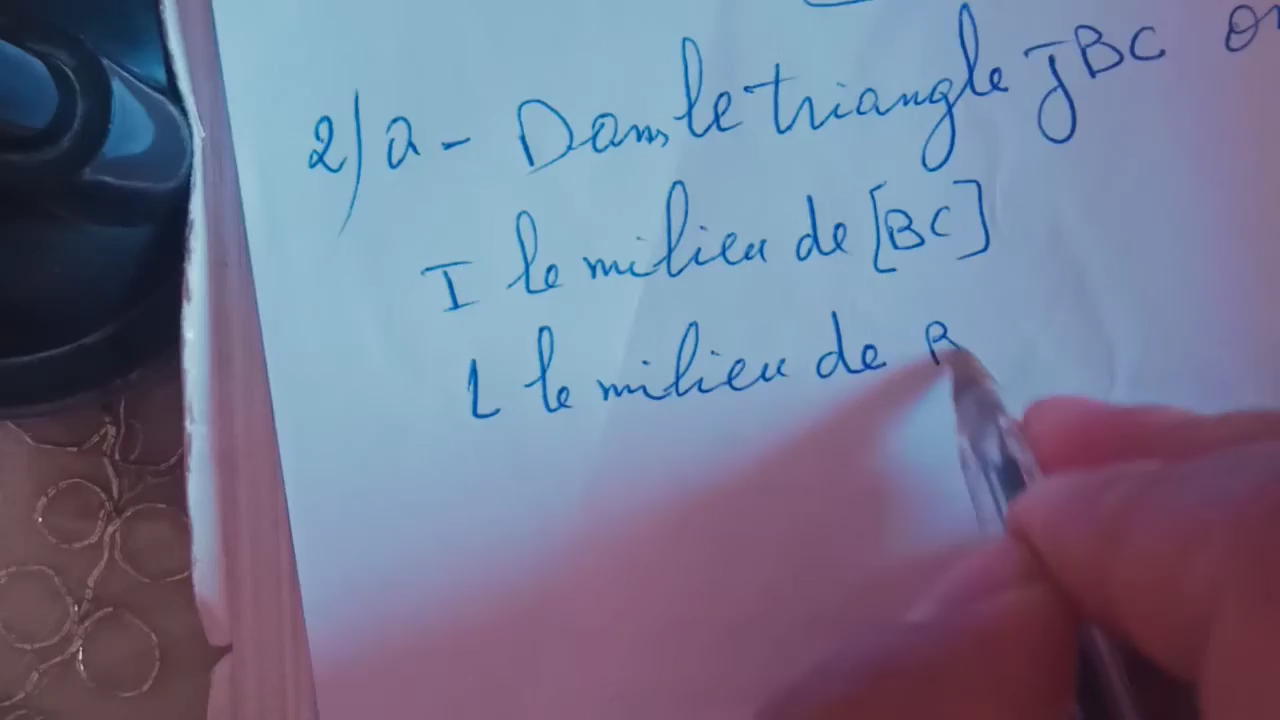 2) a - Dans le triangle JBC on
I le milieu de [BC]
L le milieu de B